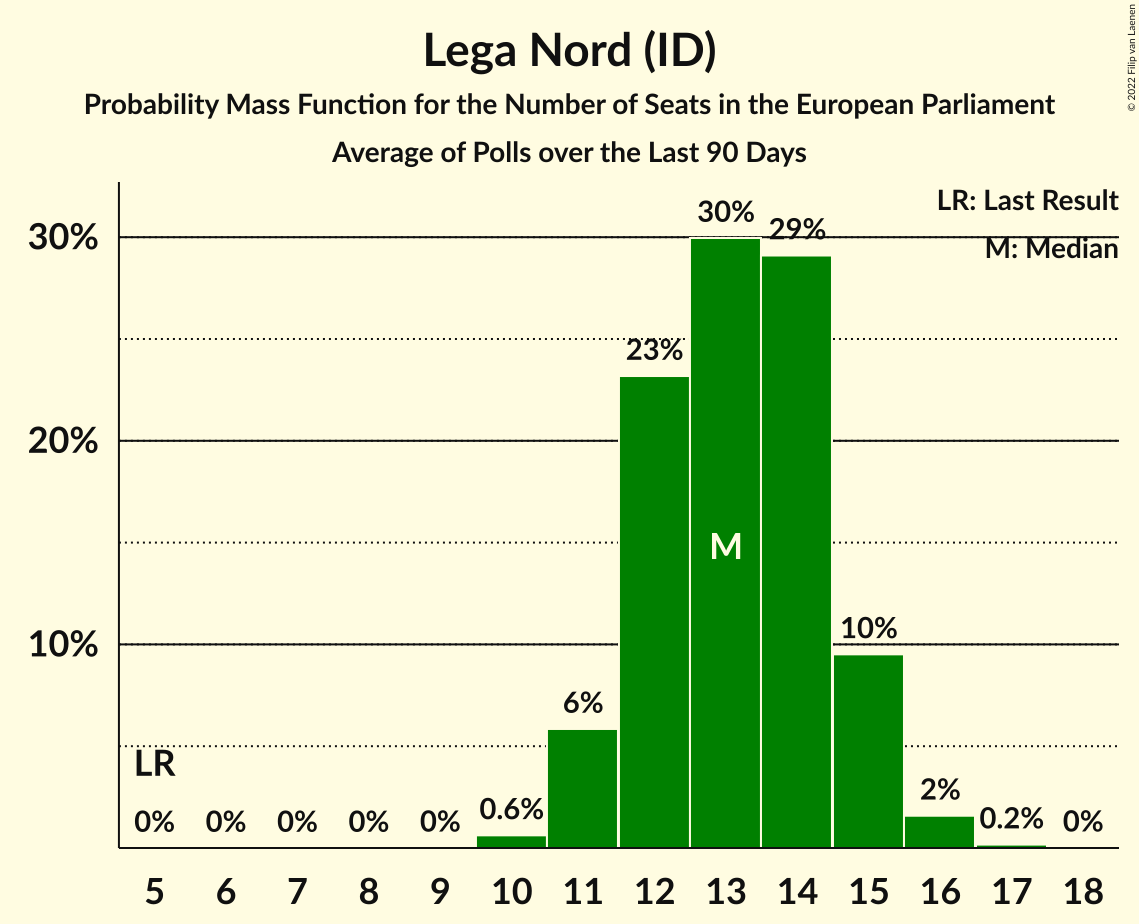 Lega Nord (ID)
Probability Mass Function for the Number of Seats in the European Parliament
Average of Polls over the Last 90 Days
© 2022 Filip van Laenen
LR: Last Result
M: Median
30%
20%
10%
LR
0%
0%
0%
0%
0%
0.6%
6%
23%
30%
M
29%
10%
2%
0.2%
0%
5 6 7 8 9 10 11 12 13 14 15 16 17 18